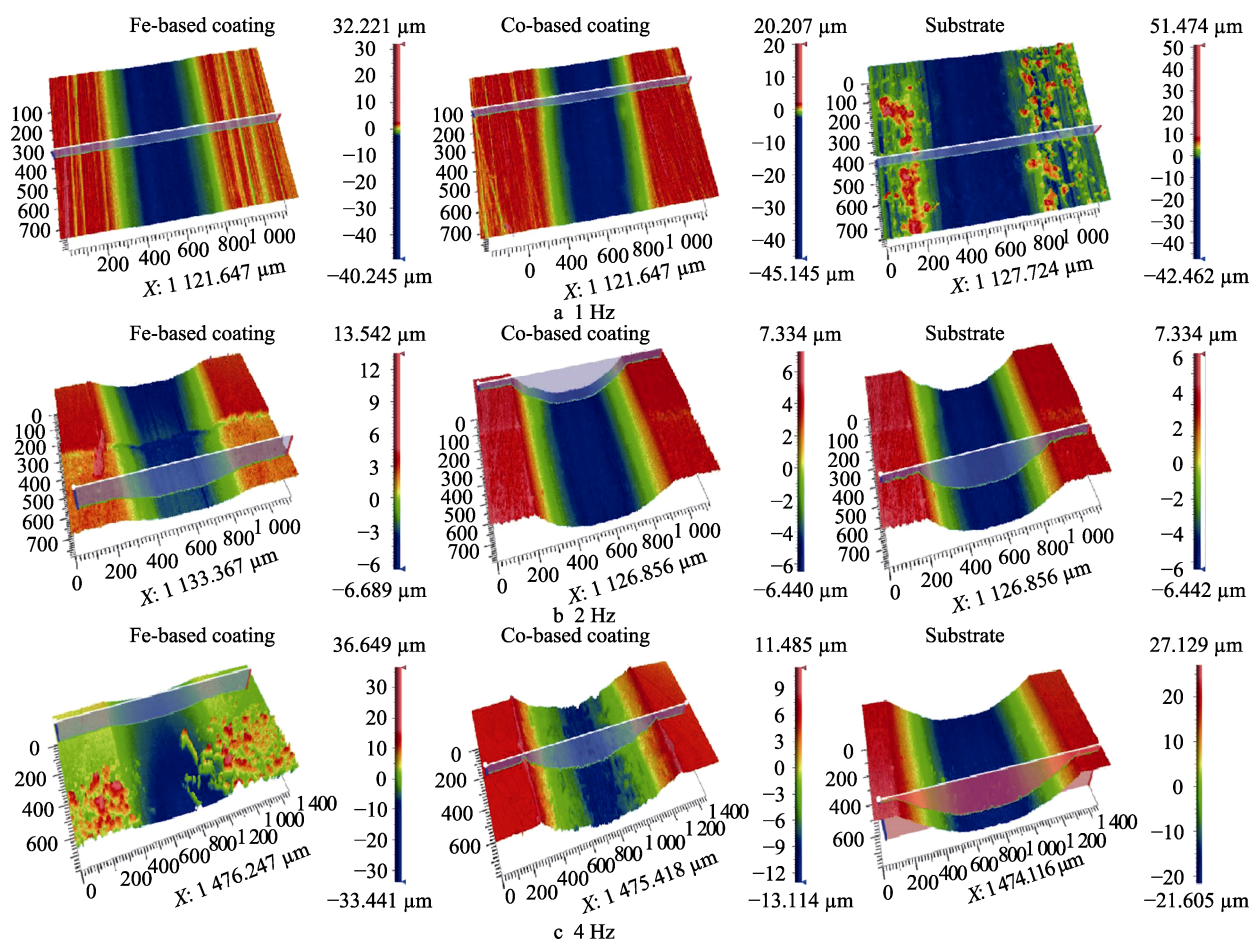 Fe-based coating 32.221 µm Co-based coating 20.207 µm Substrate 51.474 µm
30 20 10 0 −10 −20 −30 −40
−40.245 µm
100 200 300 400 500 600 700
200 400 600 800 1 000
X: 1 121.647 µm
20 10 0 −10 −20 −30 −40
−45.145 µm
100 200 300 400 500 600 700
0 200 400 600 800 1 000
X: 1 121.647 µm
50 40 30 20 10 0 −10 −20 −30 −40
−42.462 µm
0 100 200 300 400 500 600 700
0 200 400 600 800 1 000
X: 1 127.724 µm
a 1 Hz
Fe-based coating 13.542 µm Co-based coating 7.334 µm Substrate 7.334 µm
12 9 6 3 0 −3 −6
−6.689 µm
0 100 200 300 400 500 600 700
0 200 400 600 800 1 000
X: 1 133.367 µm
6 4 2 0 −2 −4 −6
−6.440 µm
0 100 200 300 400 500 600 700
0 200 400 600 800 1 000
X: 1 126.856 µm
6 4 2 0 −2 −4 −6
−6.442 µm
0 100 200 300 400 500 600 700
0 200 400 600 800 1 000
X: 1 126.856 µm
b 2 Hz
Fe-based coating 36.649 µm Co-based coating 11.485 µm Substrate 27.129 µm
30 20 10 0 −10 −20 −30
−33.441 µm
0 200 400 600
0 200 400 600 800 1 000 1 200 1 400
X: 1 476.247 µm
9 6 3 0 −3 −6 −9 −12
−13.114 µm
0 200 400 600
0 200 400 600 800 1 000 1 200 1 400
X: 1 475.418 µm
20 10 0 −10 −20
−21.605 µm
0 200 400 600
0 200 400 600 800 1 000 1 200 1 400
X: 1 474.116 µm
c 4 Hz